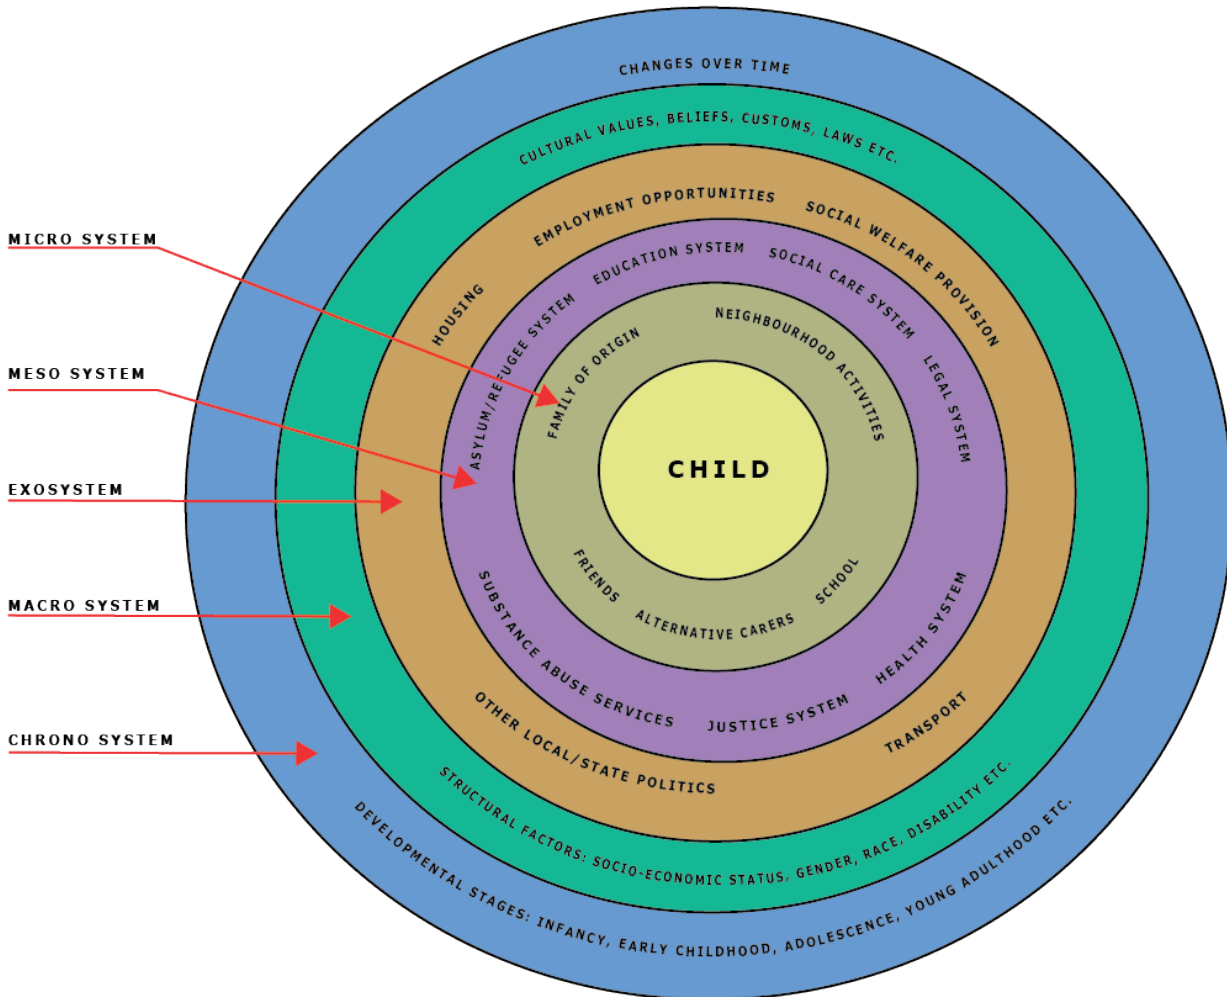 CHANGES OVER TIME
CULTURAL VALUES, BELIEFS, CUSTOMS, LAWS ETC.
EMPLOYMENT OPPORTUNITIES
SOCIAL WELFARE PROVISION
HOUSING
EDUCATION SYSTEM
SOCIAL CARE SYSTEM
ASYLUM/REFUGEE SYSTEM
LEGAL SYSTEM
FAMILY OF ORIGIN
NEIGHBOURHOOD ACTIVITIES
CHILD
FRIENDS
ALTERNATIVE CARERS
SCHOOL
SUBSTANCE ABUSE SERVICES
JUSTICE SYSTEM
HEALTH SYSTEM
OTHER LOCAL/STATE POLITICS
TRANSPORT
STRUCTURAL FACTORS: SOCIO-ECONOMIC STATUS, GENDER, RACE, DISABILITY ETC.
DEVELOPMENTAL STAGES: INFANCY, EARLY CHILDHOOD, ADOLESCENCE, YOUNG ADULTHOOD ETC.
MICRO SYSTEM
MESO SYSTEM
EXOSYSTEM
MACRO SYSTEM
CHRONO SYSTEM